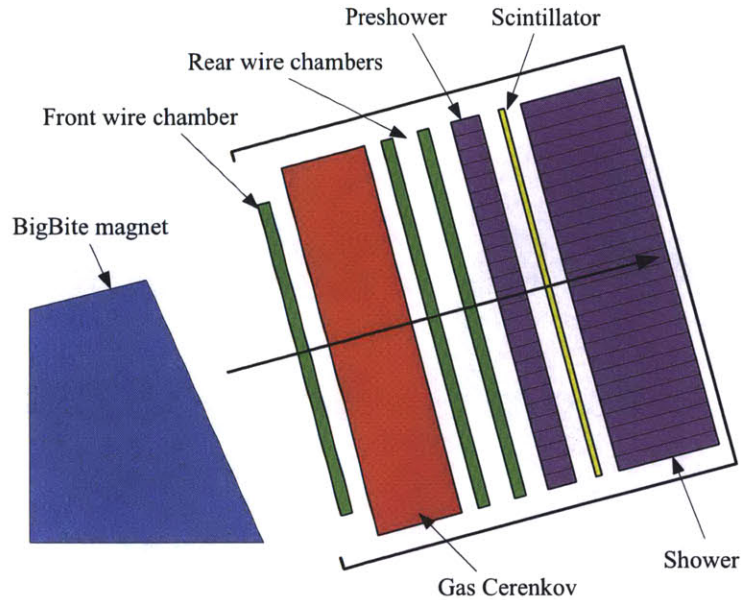 Preshower
Scintillator
Rear wire chambers
Front wire chamber
BigBite magnet
Shower
Gas Cerenkov